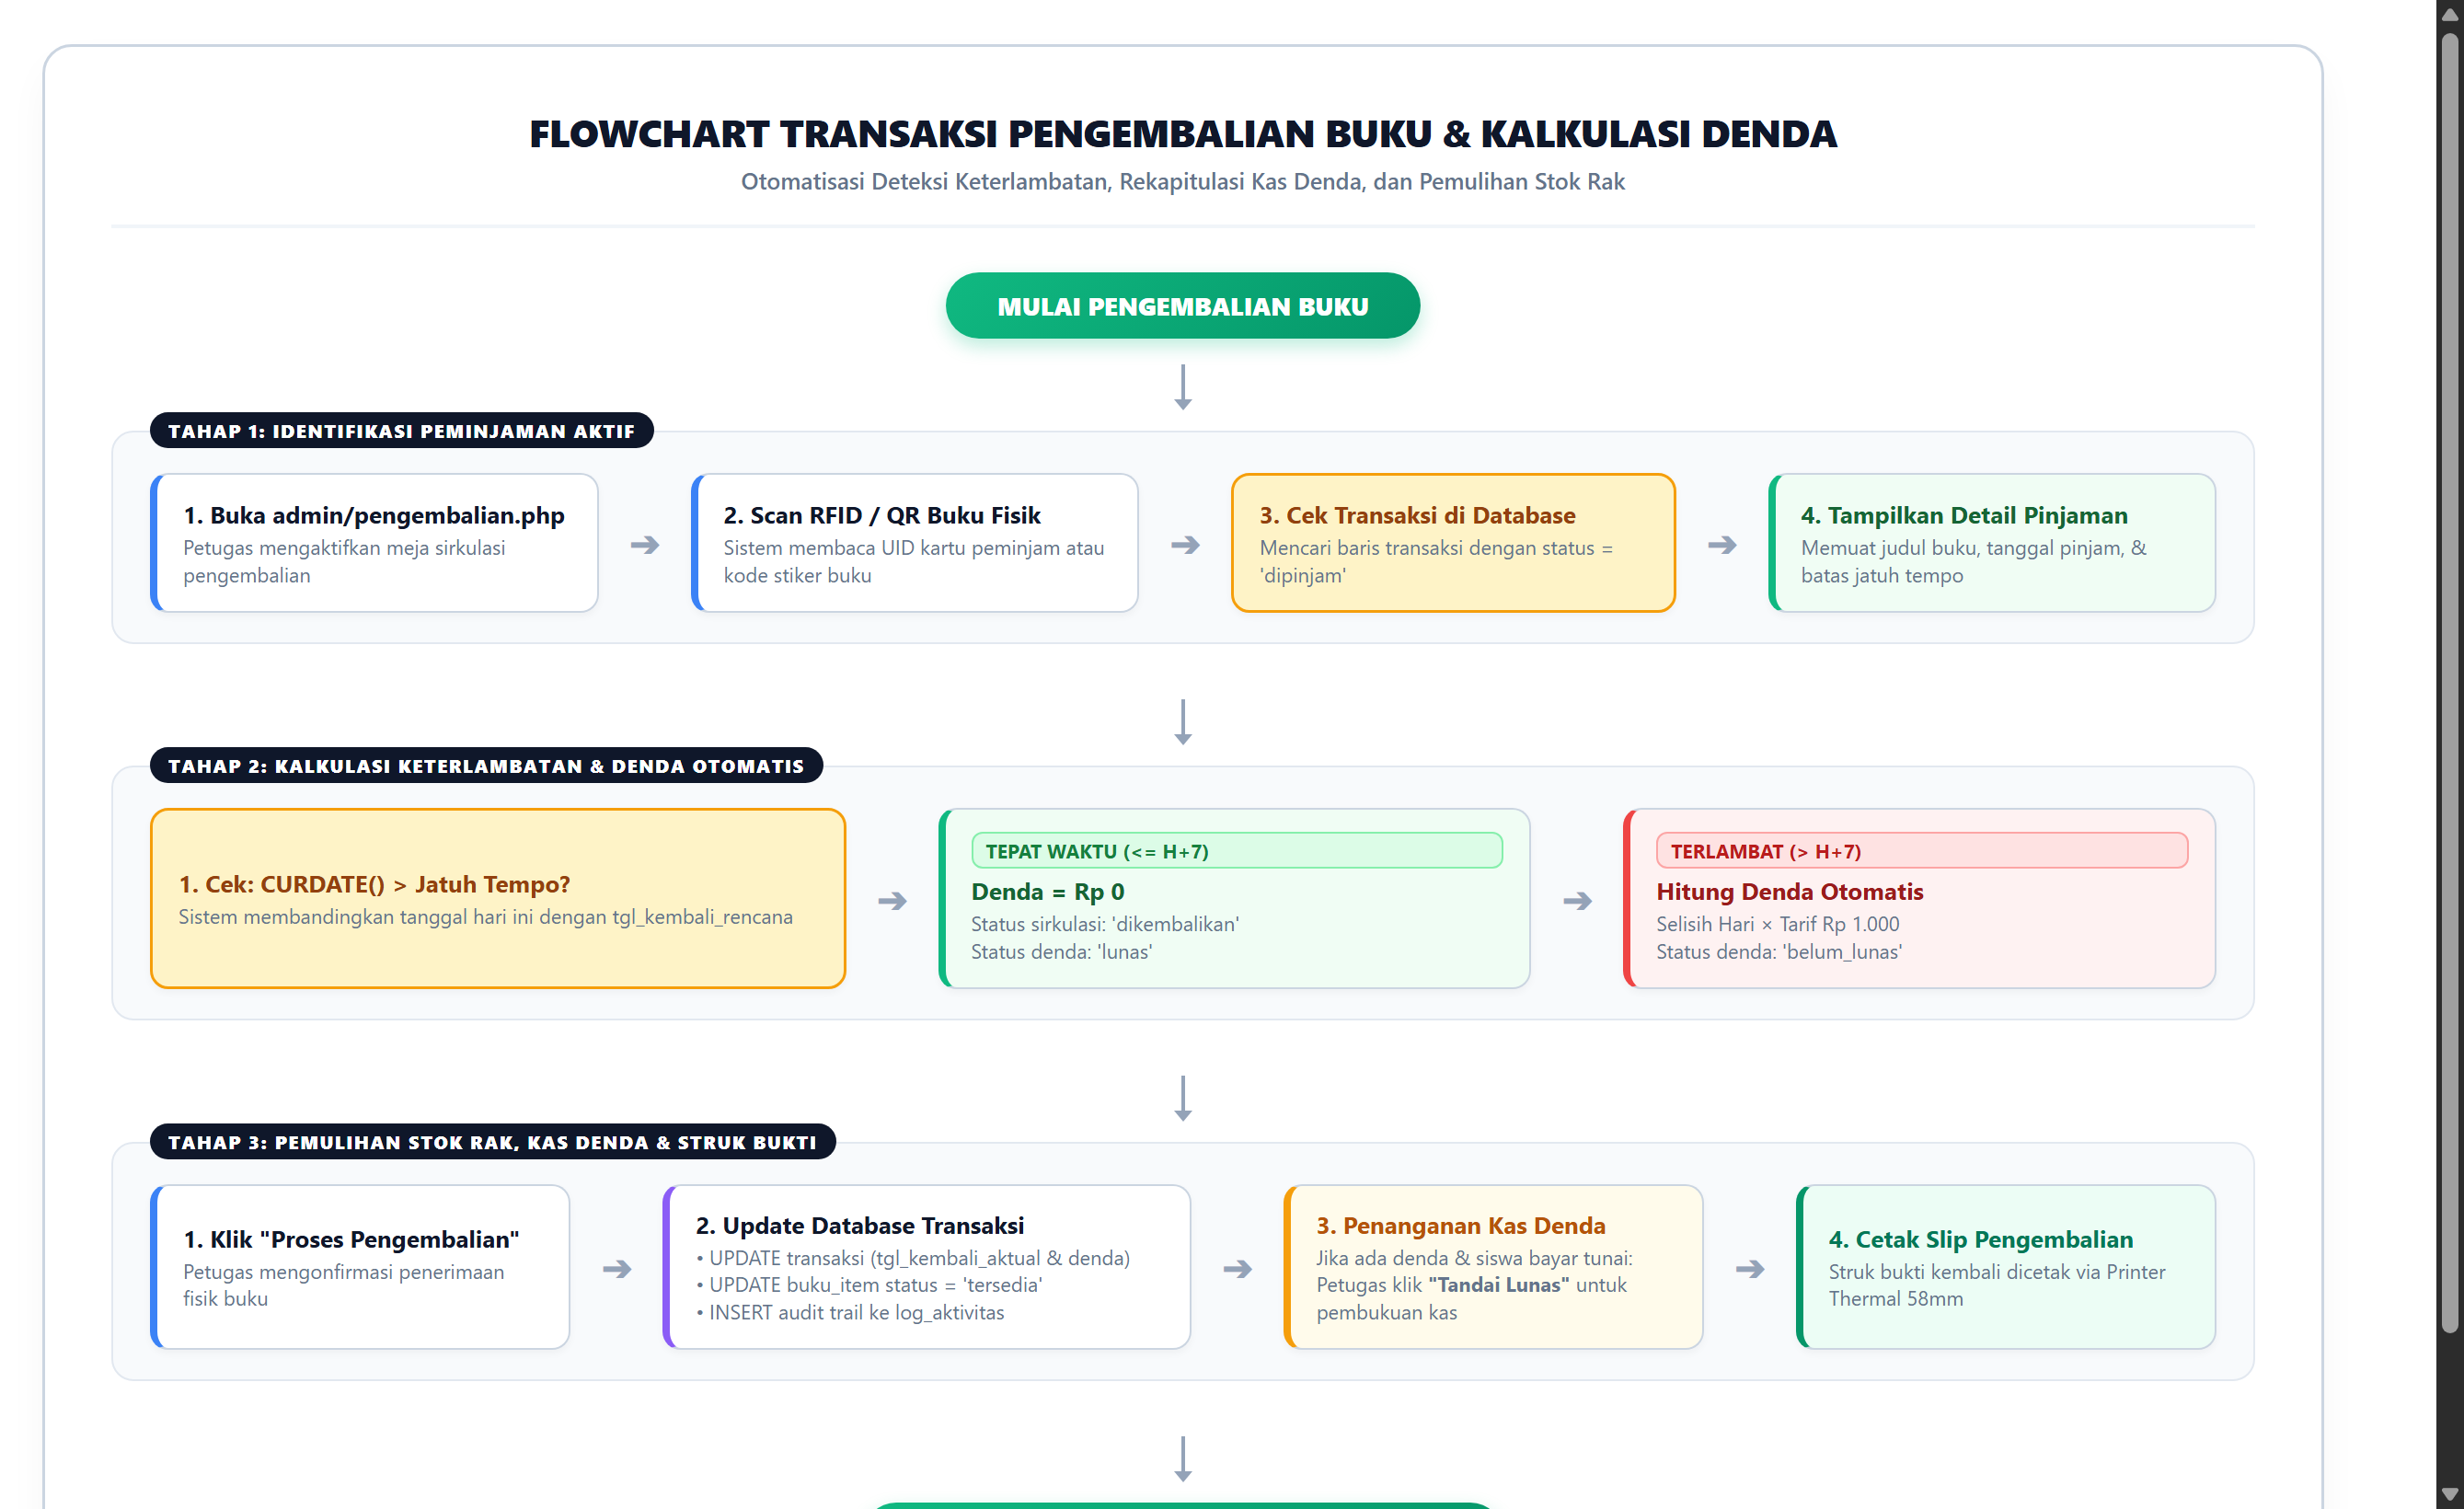 FLOWCHART TRANSAKSI PENGEMBALIAN BUKU & KALKULASI DENDA
Otomatisasi Deteksi Keterlambatan, Rekapitulasi Kas Denda, dan Pemulihan Stok Rak
MULAI PENGEMBALIAN BUKU
TAHAP 1: IDENTIFIKASI PEMINJAMAN AKTIF
1. Buka admin/pengembalian.php
Petugas mengaktifkan meja sirkulasi
pengembalian
➔
2. Scan RFID / QR Buku Fisik
Sistem membaca UID kartu peminjam atau
kode stiker buku
➔
3. Cek Transaksi di Database
Mencari baris transaksi dengan status =
'dipinjam'
➔
4. Tampilkan Detail Pinjaman
Memuat judul buku, tanggal pinjam, &
batas jatuh tempo
TAHAP 2: KALKULASI KETERLAMBATAN & DENDA OTOMATIS
1. Cek: CURDATE() > Jatuh Tempo?
Sistem membandingkan tanggal hari ini dengan tgl_kembali_rencana
➔
TEPAT WAKTU (<= H+7)
Denda = Rp 0
Status sirkulasi: 'dikembalikan'
Status denda: 'lunas'
➔
TERLAMBAT (> H+7)
Hitung Denda Otomatis
Selisih Hari × Tarif Rp 1.000
Status denda: 'belum_lunas'
TAHAP 3: PEMULIHAN STOK RAK, KAS DENDA & STRUK BUKTI
1. Klik "Proses Pengembalian"
Petugas mengonfirmasi penerimaan
fisik buku
➔
2. Update Database Transaksi
• UPDATE transaksi (tgl_kembali_aktual & denda)
• UPDATE buku_item status = 'tersedia'
• INSERT audit trail ke log_aktivitas
➔
3. Penanganan Kas Denda
Jika ada denda & siswa bayar tunai:
Petugas klik "Tandai Lunas" untuk
pembukuan kas
➔
4. Cetak Slip Pengembalian
Struk bukti kembali dicetak via Printer
Thermal 58mm